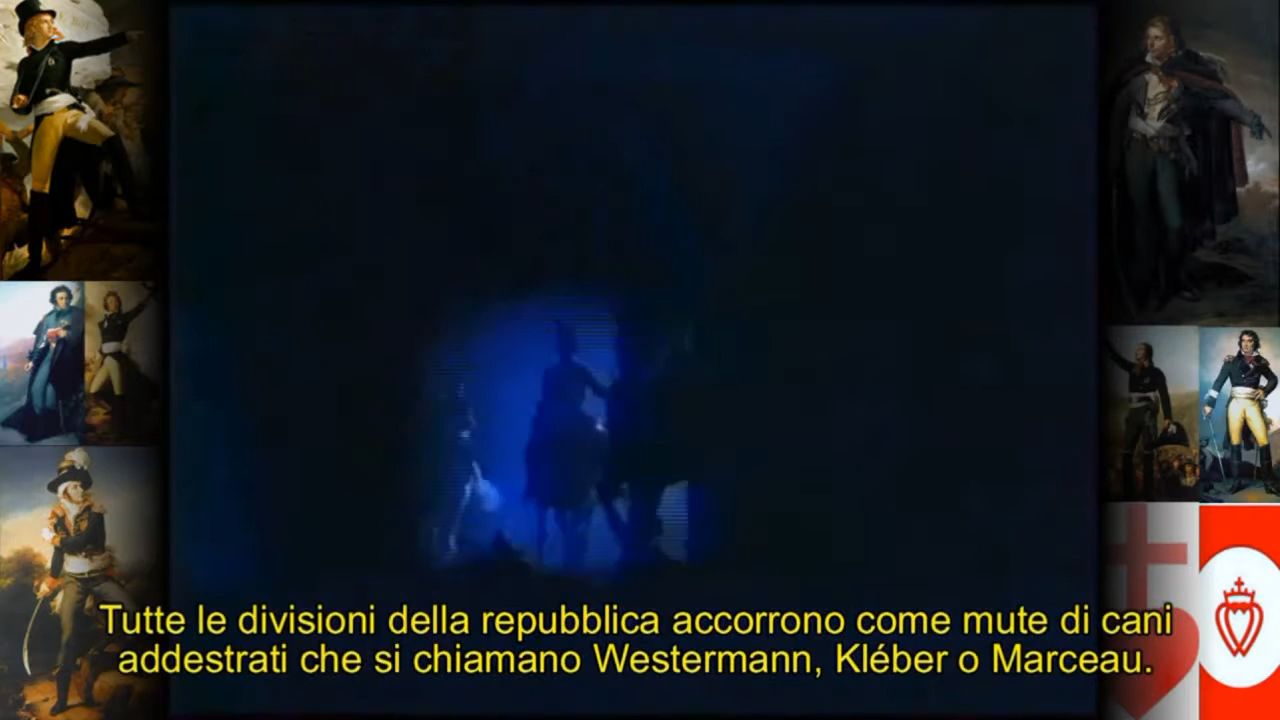 Tutte le divisioni della repubblica accorrono come mute di cani
addestrati che si chiamano Westermann, Kléber o Marceau.